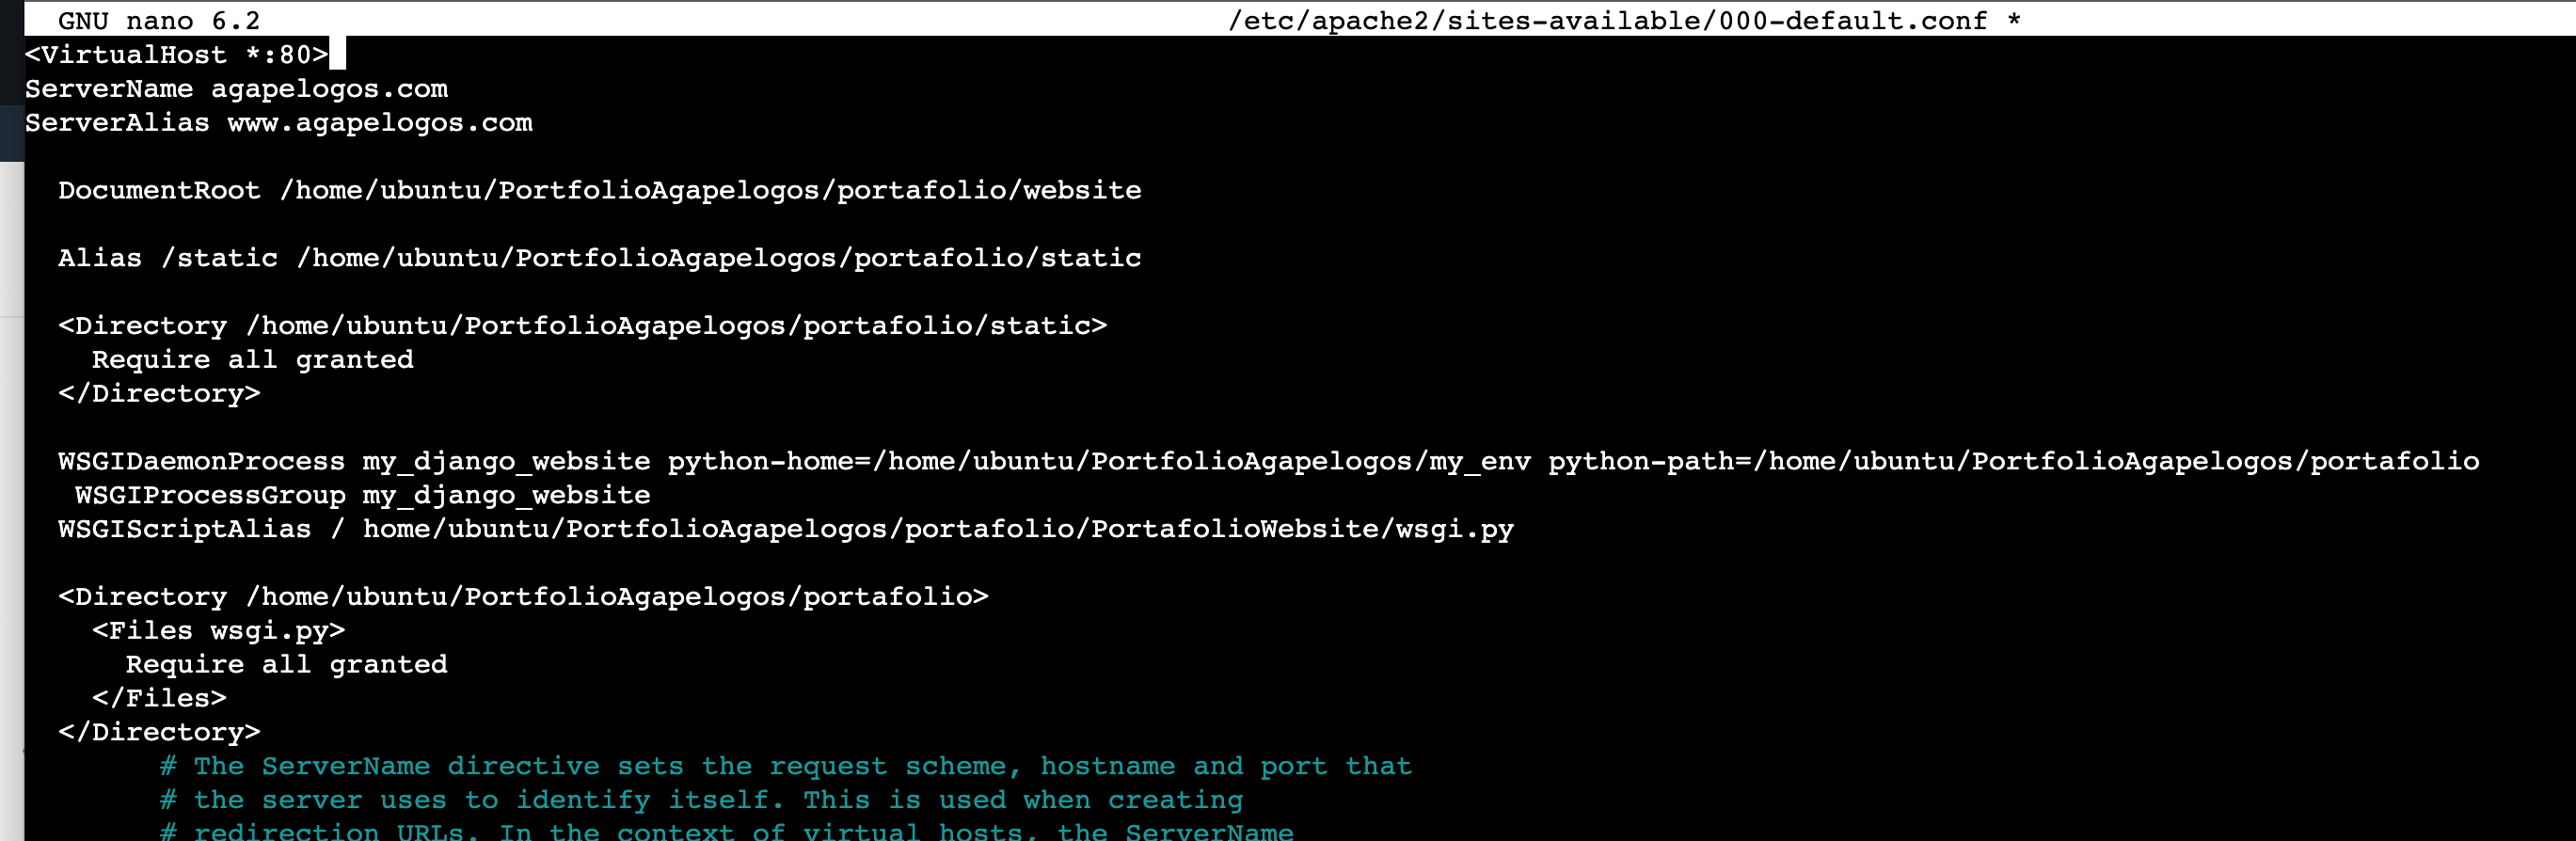 GNU nano 6.2 /etc/apache2/sites-available/000-default.conf *
<VirtualHost *:80>
ServerName agapelogos.com
ServerAlias www.agapelogos.com
DocumentRoot /home/ubuntu/PortfolioAgapelogos/portafolio/website
Alias /static /home/ubuntu/PortfolioAgapelogos/portafolio/static
<Directory /home/ubuntu/PortfolioAgapelogos/portafolio/static>
Require all granted
</Directory>
WSGIDaemonProcess my_django_website python-home=/home/ubuntu/PortfolioAgapelogos/my_env python-path=/home/ubuntu/PortfolioAgapelogos/portafolio
WSGIProcessGroup my_django_website
WSGIScriptAlias / home/ubuntu/PortfolioAgapelogos/portafolio/PortafolioWebsite/wsgi.py
<Directory /home/ubuntu/PortfolioAgapelogos/portafolio>
<Files wsgi.py>
Require all granted
</Files>
</Directory>
# The ServerName directive sets the request scheme, hostname and port that
# the server uses to identify itself. This is used when creating
# redirection URLs. In the context of virtual hosts, the ServerName